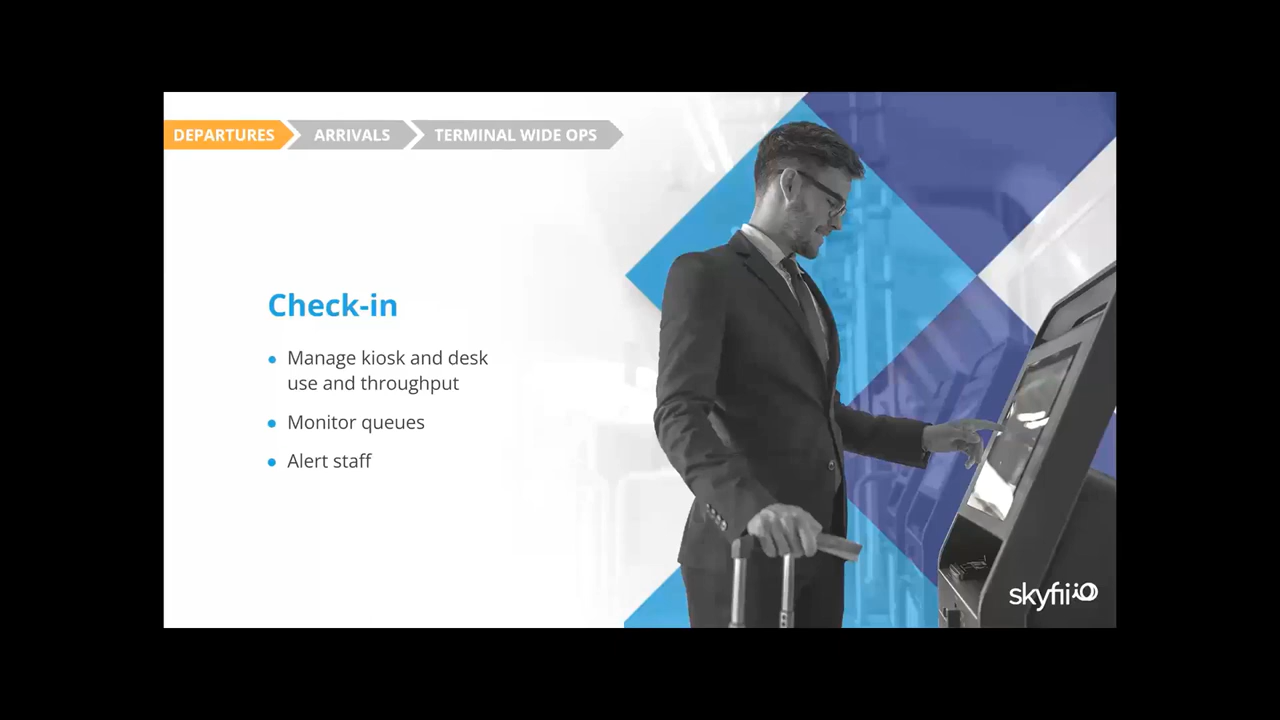 DEPARTURES
ARRIVALS
TERMINAL WIDE OPS
Check-in
Manage kiosk and desk
use and throughput
Monitor queues
Alert staff
skyfii iO